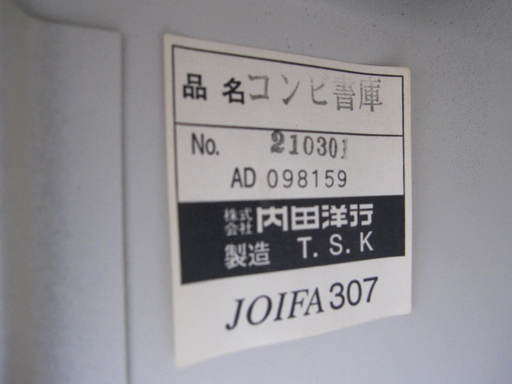 品名 コンビ書庫
No. 210301
AD 098159
株式会社 内田洋行
製造 T.S.K
JOIFA 307